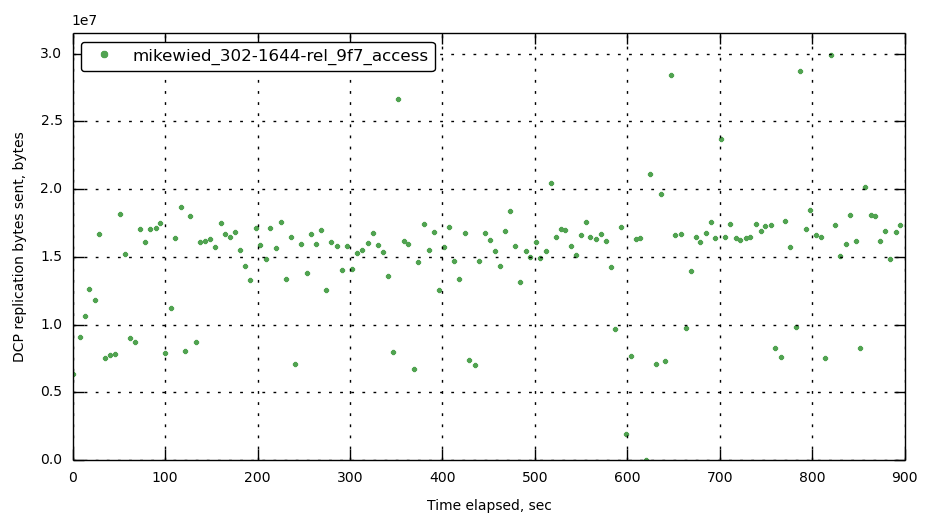 1e7
mikewied_302-1644-rel_9f7_access
3.0
2.5
2.0
1.5
1.0
0.5
0.0
DCP replication bytes sent, bytes
0 100 200 300 400 500 600 700 800 900
Time elapsed, sec